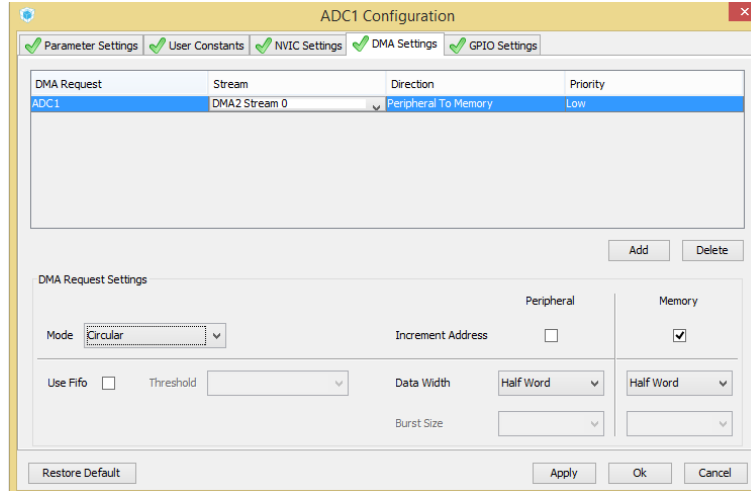 ADC1 Configuration
Parameter Settings User Constants NVIC Settings DMA Settings GPIO Settings
DMA Request Stream Direction Priority
ADC1 DMA2 Stream 0 Peripheral To Memory Low
Add Delete
DMA Request Settings
Peripheral Memory
Mode Circular Increment Address
Use Fifo Threshold Data Width Half Word Half Word
Burst Size
Restore Default Apply Ok Cancel